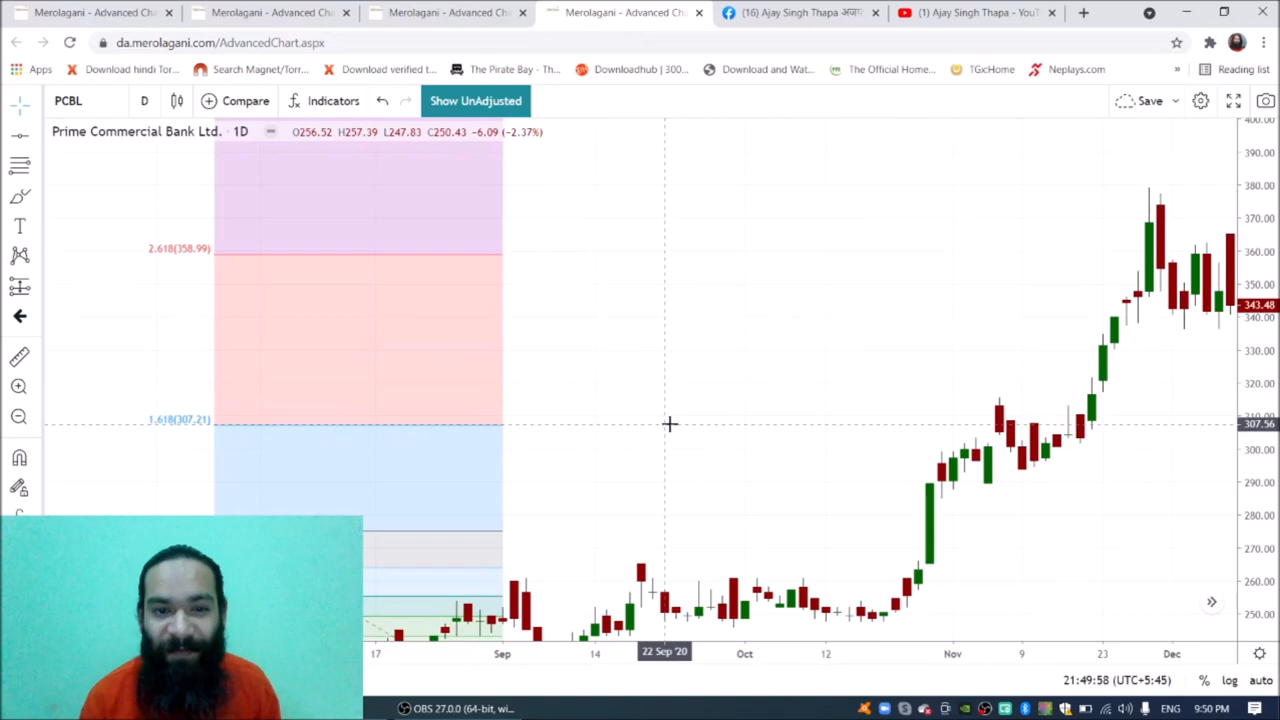 Merolagani - Advanced Cha
Merolagani - Advanced Cha
Merolagani - Advanced Cha
Merolagani - Advanced Cha
(16) Ajay Singh Thapa अजय
(1) Ajay Singh Thapa - YouT
da.merolagani.com/AdvancedChart.aspx
Apps
Download hindi Tor...
Search Magnet/Torr...
Download verified t...
The Pirate Bay - Th...
Downloadhub | 300...
Download and Wat...
The Official Home...
TGxHome
Neplays.com
»
Reading list
PCBL
D
Compare
Indicators
Show UnAdjusted
Save
Prime Commercial Bank Ltd. · 1D
O256.52 H257.39 L247.83 C250.43 -6.09 (-2.37%)
400.00
390.00
380.00
370.00
2.618(358.99)
360.00
350.00
343.48
340.00
330.00
320.00
310.00
1.618(307.21)
307.56
300.00
290.00
280.00
270.00
260.00
250.00
17
Sep
14
22 Sep '20
Oct
12
Nov
9
23
Dec
21:49:58 (UTC+5:45)
%
log
auto
OBS 27.0.0 (64-bit, wi...
ENG
9:50 PM